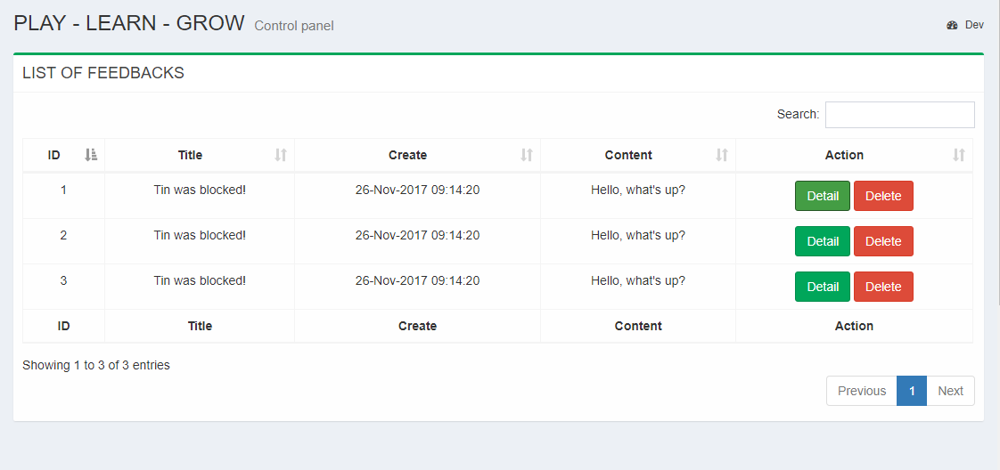 PLAY - LEARN - GROW Control panel Dev
LIST OF FEEDBACKS
Search:
ID Title Create Content Action
1 Tin was blocked! 26-Nov-2017 09:14:20 Hello, what's up? Detail Delete
2 Tin was blocked! 26-Nov-2017 09:14:20 Hello, what's up? Detail Delete
3 Tin was blocked! 26-Nov-2017 09:14:20 Hello, what's up? Detail Delete
ID Title Create Content Action
Showing 1 to 3 of 3 entries
Previous 1 Next